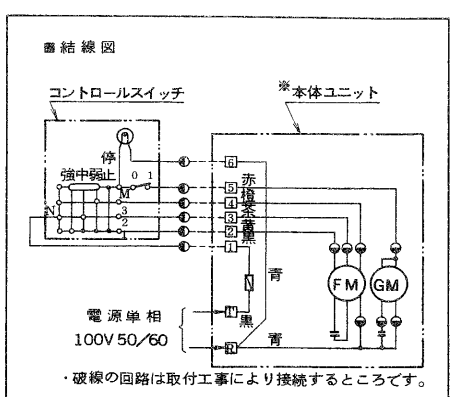 ■結線図
コントロールスイッチ
※本体ユニット
停
強中弱止
0 1
M
N
3
2
6
5
4
3
2
1
赤
橙
茶
黄
黒
青
FM
GM
電源単相
100V 50/60
T
黒
R
青
・破線の回路は取付工事により接続するところです。